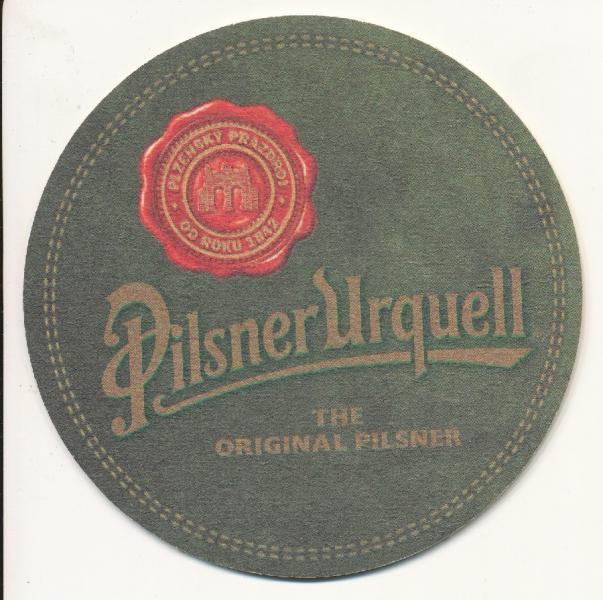 PLZEŇSKÝ PRAZDROJ
OD ROKU 1842
Pilsner Urquell
THE
ORIGINAL PILSNER